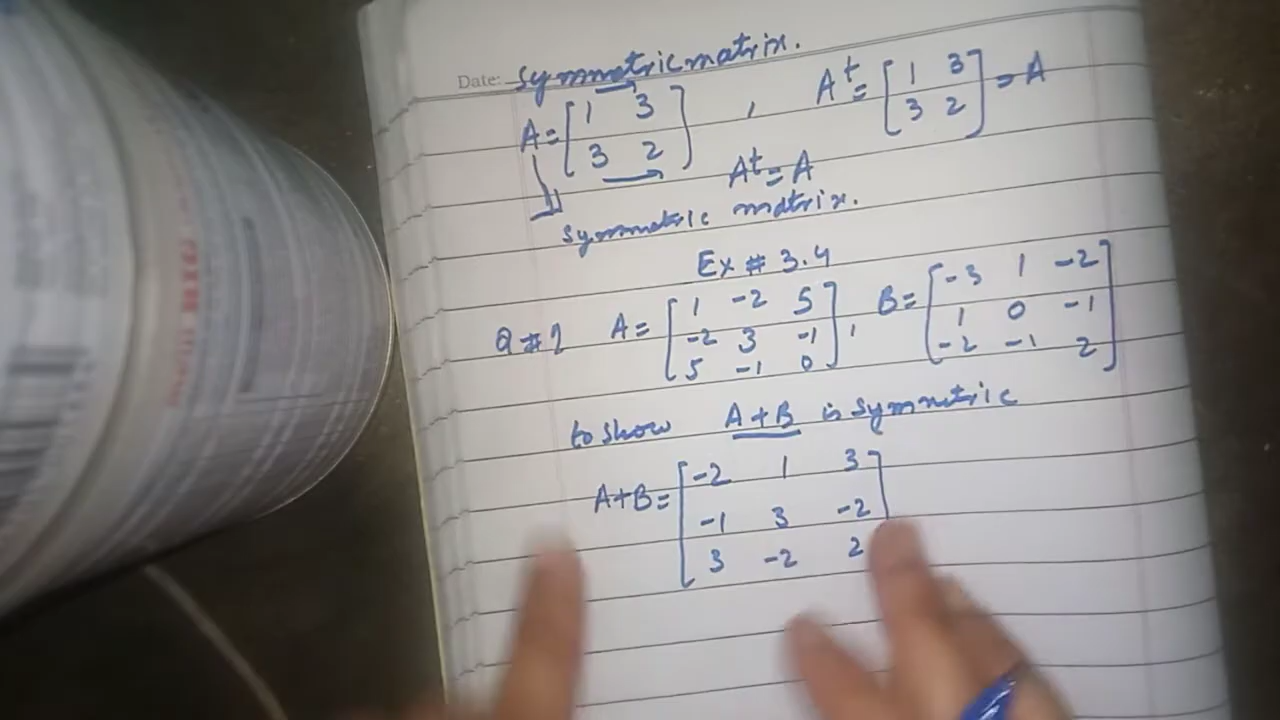 Date: Symmetric matrix.
A = [ 1 3 , Aᵗ = [ 1 3 ] = A
3 2 ] 3 2
Aᵗ = A
Symmetric matrix.
Ex # 3.4
Q # 1 A = [ 1 -2 5 ] , B = [ -3 1 -2 ]
-2 3 -1 1 0 -1
5 -1 0 -2 -1 2
to show A+B is symmetric
A+B = [ -2 1 3 ]
-1 3 -2
3 -2 2